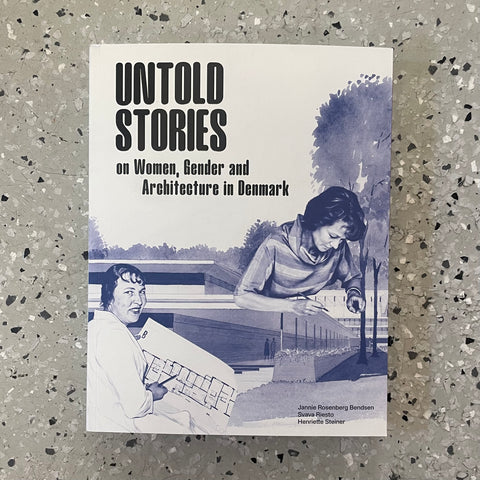 UNTOLD
STORIES
on Women, Gender and
Architecture in Denmark
Jannie Rosenberg Bendsen
Svava Riesto
Henriette Steiner